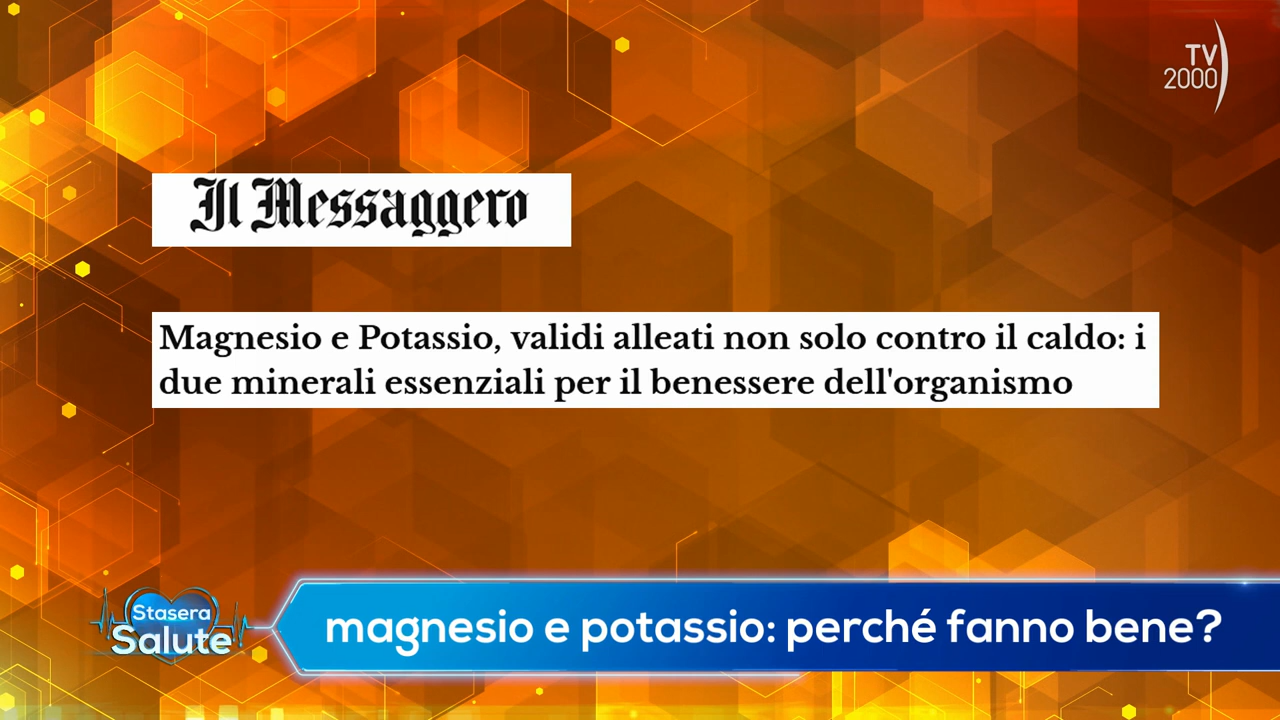 TV
2000
Il Messaggero
Magnesio e Potassio, validi alleati non solo contro il caldo: i
due minerali essenziali per il benessere dell'organismo
Stasera
Salute
magnesio e potassio: perché fanno bene?